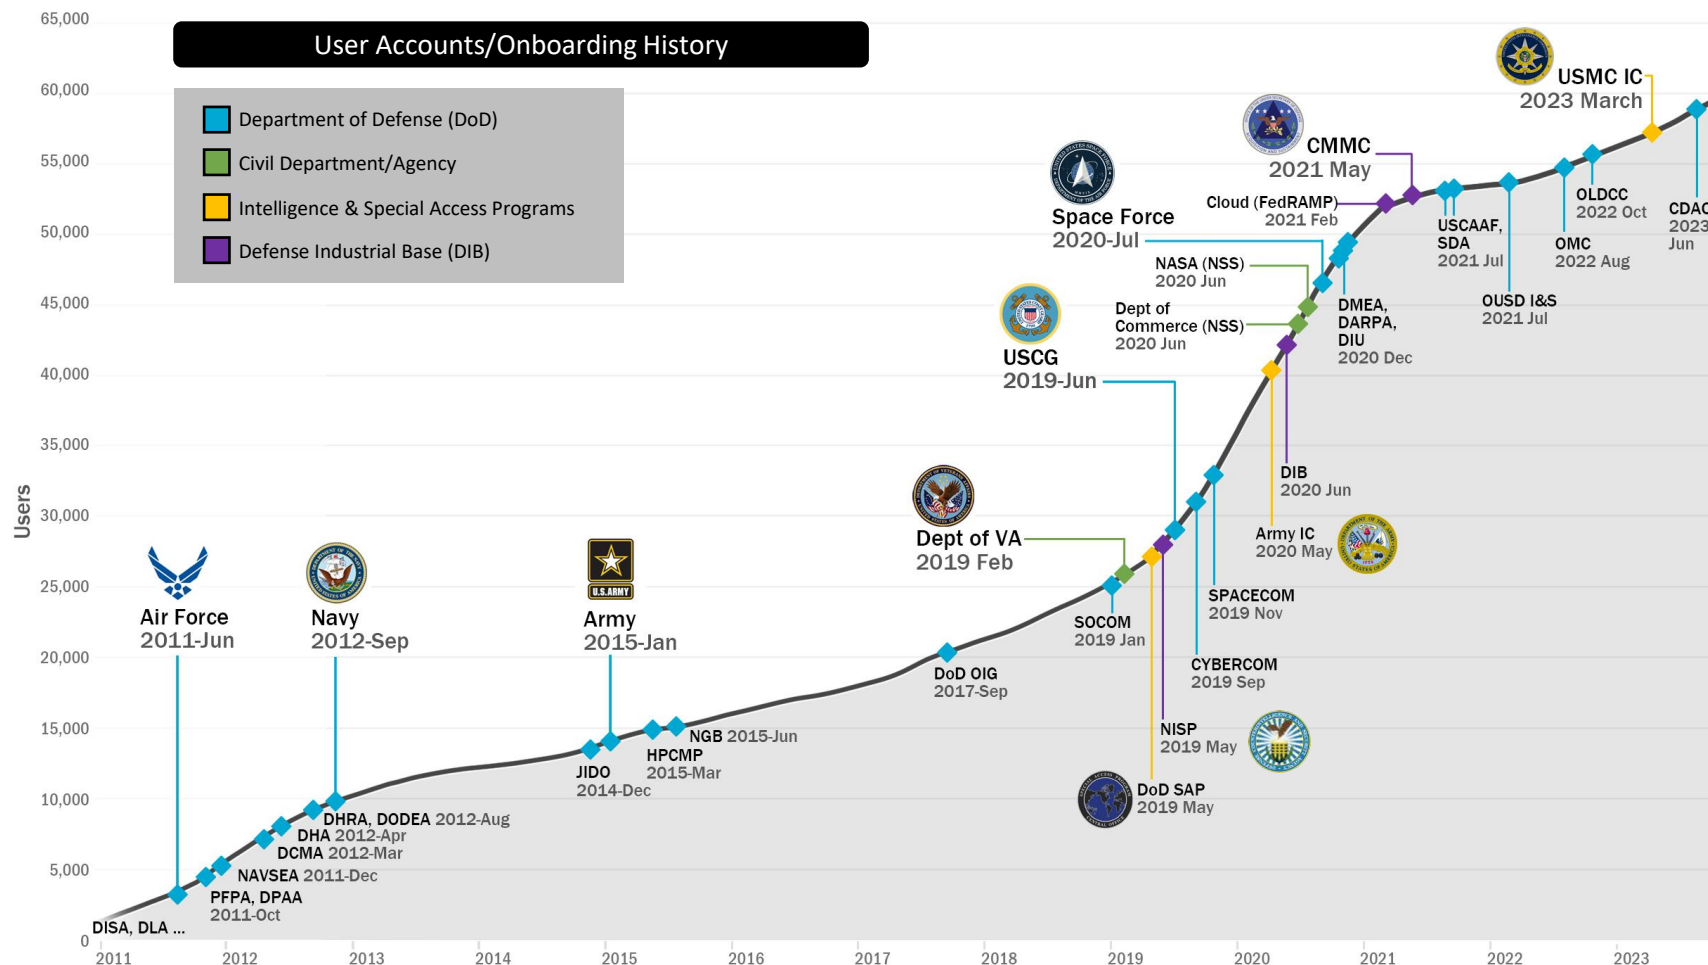 User Accounts/Onboarding History
Department of Defense (DoD)
Civil Department/Agency
Intelligence & Special Access Programs
Defense Industrial Base (DIB)
65,000
60,000
55,000
50,000
45,000
40,000
35,000
30,000
25,000
20,000
15,000
10,000
5,000
0
Users
2011
2012
2013
2014
2015
2016
2017
2018
2019
2020
2021
2022
2023
DISA, DLA ...
Air Force
2011-Jun
PFPA, DPAA
2011-Oct
NAVSEA 2011-Dec
DCMA 2012-Mar
DHA 2012-Apr
DHRA, DODEA 2012-Aug
Navy
2012-Sep
JIDO
2014-Dec
Army
2015-Jan
U.S.ARMY
HPCMP
2015-Mar
NGB 2015-Jun
DoD OIG
2017-Sep
SOCOM
2019 Jan
Dept of VA
2019 Feb
DoD SAP
2019 May
NISP
2019 May
USCG
2019-Jun
CYBERCOM
2019 Sep
SPACECOM
2019 Nov
Army IC
2020 May
DIB
2020 Jun
Dept of
Commerce (NSS)
2020 Jun
NASA (NSS)
2020 Jun
Space Force
2020-Jul
DMEA,
DARPA,
DIU
2020 Dec
Cloud (FedRAMP)
2021 Feb
CMMC
2021 May
USCAAF,
SDA
2021 Jul
OUSD I&S
2021 Jul
OMC
2022 Aug
OLDCC
2022 Oct
USMC IC
2023 March
CDAO
2023
Jun